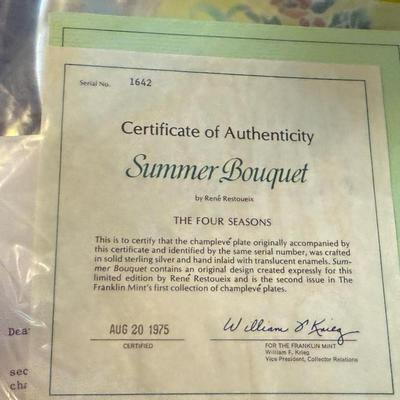 Serial No. 1642
Certificate of Authenticity
Summer Bouquet
by René Restoueix
THE FOUR SEASONS
This is to certify that the champlevé plate originally accompanied by
this certificate and identified by the same serial number, was crafted
in solid sterling silver and hand inlaid with translucent enamels. Sum-
mer Bouquet contains an original design created expressly for this
limited edition by René Restoueix and is the second issue in The
Franklin Mint's first collection of champlevé plates.
AUG 20 1975
CERTIFIED
William F. Krieg
FOR THE FRANKLIN MINT
William F. Krieg
Vice President, Collector Relations
Dea
sec
cha